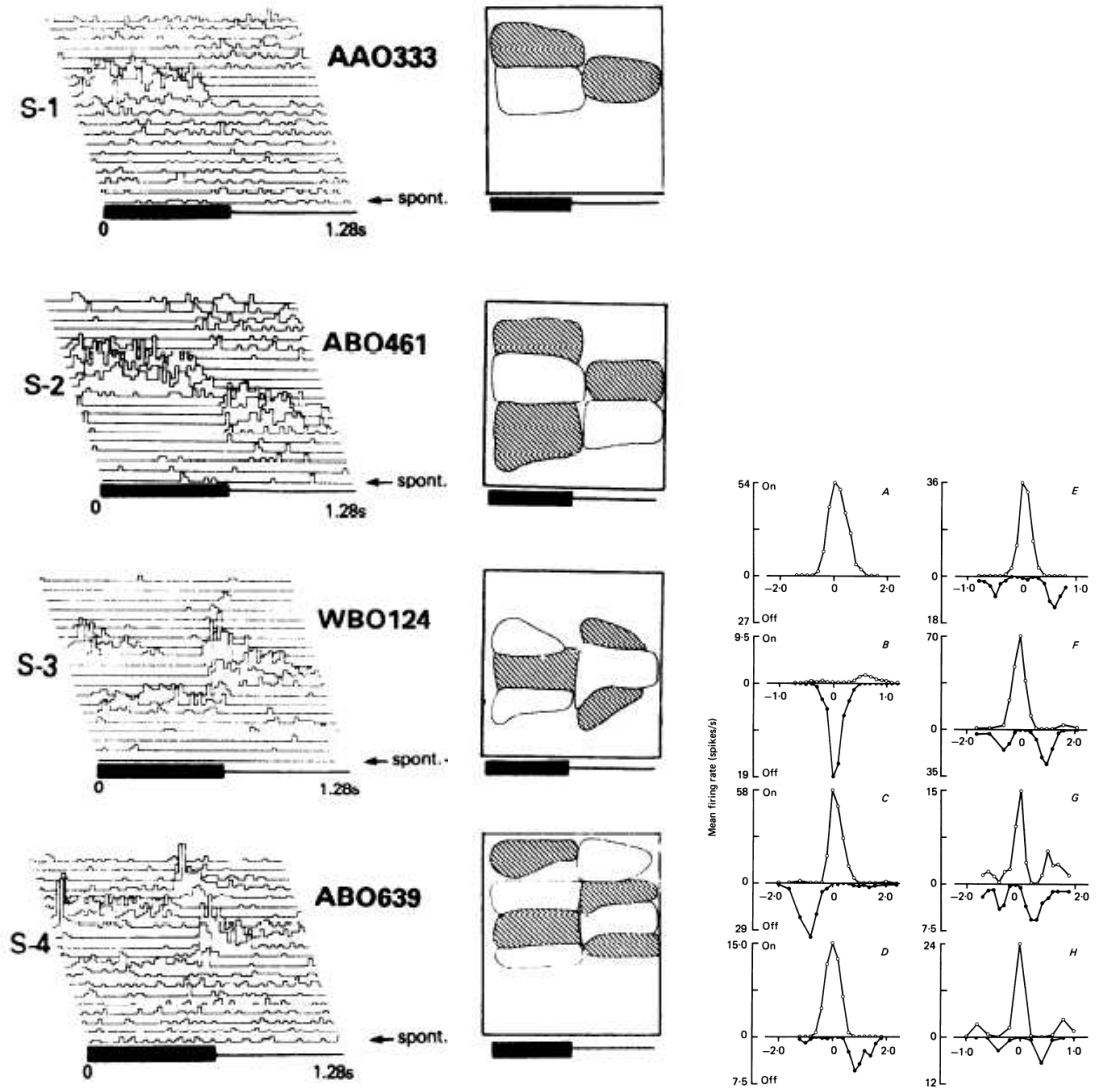 AAO333
S-1
← spont.
0
1.28s
ABO461
S-2
← spont.
0
1.28s
WBO124
S-3
← spont.-
0
1.28s
ABO639
S-4
← spont.
0
1.28s
Mean firing rate (spikes/s)
54 On A
0
-2·0 0 2·0
27 Off
9·5 On B
0
-1·0 0 1·0
19 Off
58 On C
0
-2·0 0 2·0
29 Off
15·0 On D
0
-2·0 0 2·0
7·5 Off
36 E
0
-1·0 0 1·0
18
70 F
0
-2·0 0 2·0
35
15 G
0
-2·0 0 2·0
7·5
24 H
0
-1·0 0 1·0
12